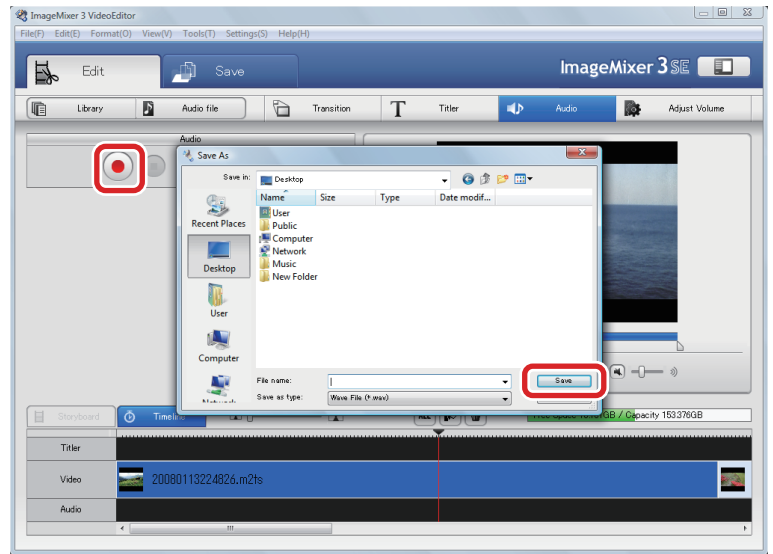 ImageMixer 3 VideoEditor
File(F) Edit(E) Format(O) View(V) Tools(T) Settings(S) Help(H)
Edit
Save
ImageMixer 3 SE
Library
Audio file
Transition
T
Titler
Audio
Adjust Volume
Audio
Save As
Save in:
Desktop
Name
Size
Type
Date modif...
Recent Places
Desktop
User
Computer
User
Public
Computer
Network
Music
New Folder
File name:
Save
Save as type:
Wave File (*.wav)
Storyboard
Timeline
ALL
GB / Capacity 153.376GB
Titler
Video
20080113224826.m2ts
Audio